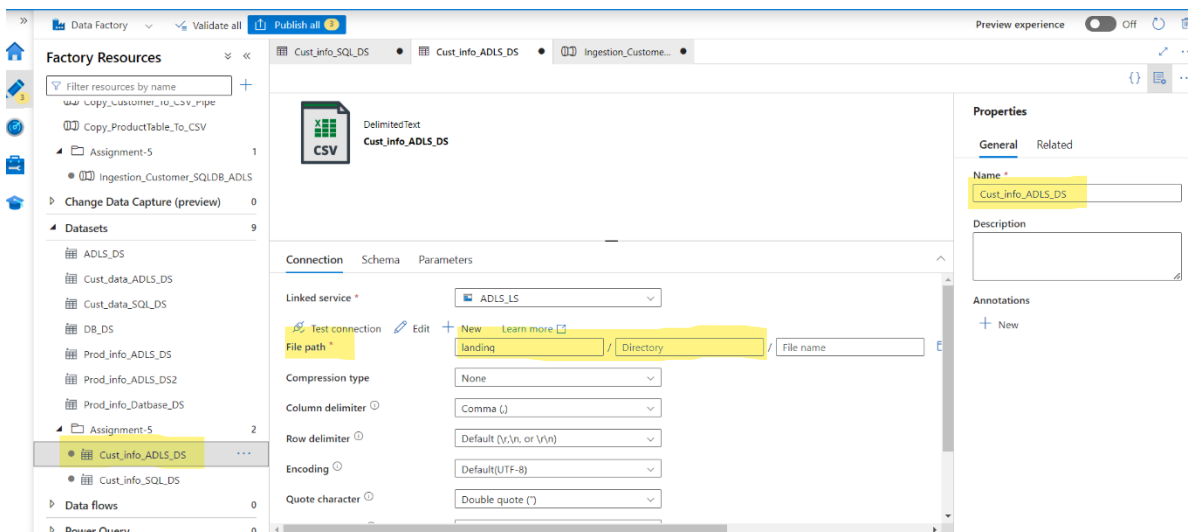 Data Factory
Validate all
Publish all 3
Preview experience
Off
Factory Resources
Filter resources by name
Copy_Customer_To_CSV_Pipe
Copy_ProductTable_To_CSV
Assignment-5 1
Ingestion_Customer_SQLDB_ADLS
Change Data Capture (preview) 0
Datasets 9
ADLS_DS
Cust_data_ADLS_DS
Cust_data_SQL_DS
DB_DS
Prod_info_ADLS_DS
Prod_info_ADLS_DS2
Prod_info_Datbase_DS
Assignment-5 2
Cust_info_ADLS_DS
Cust_info_SQL_DS
Data flows 0
Power Query 0
3
Cust_info_SQL_DS
Cust_info_ADLS_DS
Ingestion_Custome...
CSV
DelimitedText
Cust_info_ADLS_DS
Connection Schema Parameters
Linked service * ADLS_LS
Test connection Edit New Learn more
File path * landing / Directory / File name
Compression type None
Column delimiter Comma (,)
Row delimiter Default (\r,\n, or \r\n)
Encoding Default(UTF-8)
Quote character Double quote (")
{}
Properties
General Related
Name *
Cust_info_ADLS_DS
Description
Annotations
New